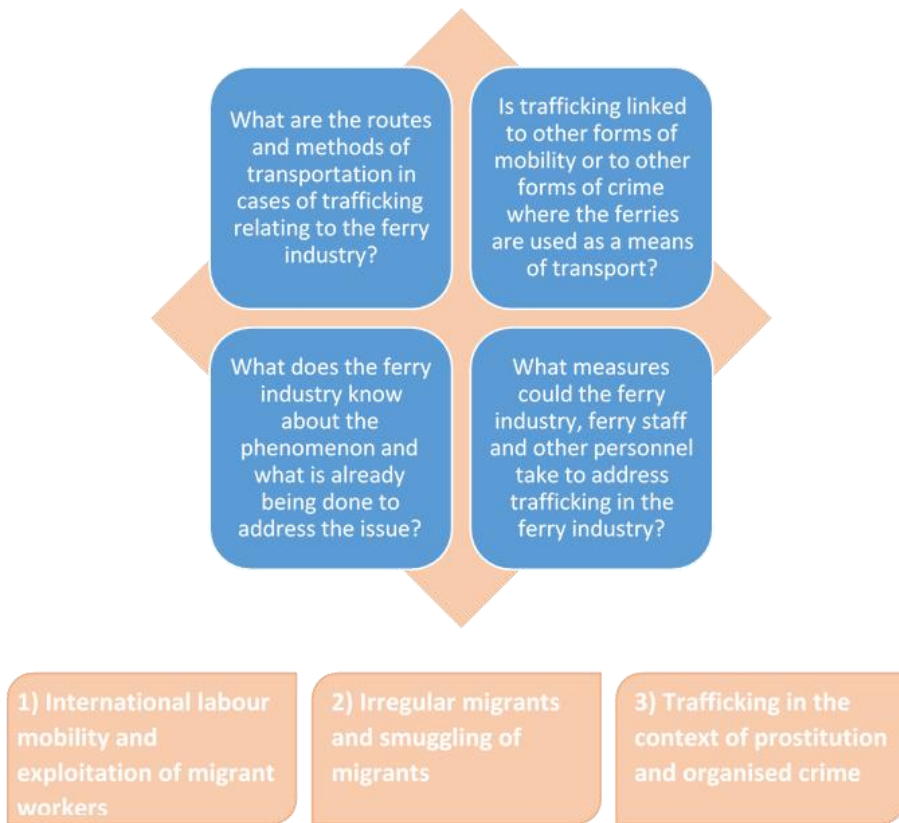 What are the routes
and methods of
transportation in
cases of trafficking
relating to the ferry
industry?
Is trafficking linked
to other forms of
mobility or to other
forms of crime
where the ferries
are used as a means
of transport?
What does the ferry
industry know
about the
phenomenon and
what is already
being done to
address the issue?
What measures
could the ferry
industry, ferry staff
and other personnel
take to address
trafficking in the
ferry industry?
1) International labour
mobility and
exploitation of migrant
workers
2) Irregular migrants
and smuggling of
migrants
3) Trafficking in the
context of prostitution
and organised crime